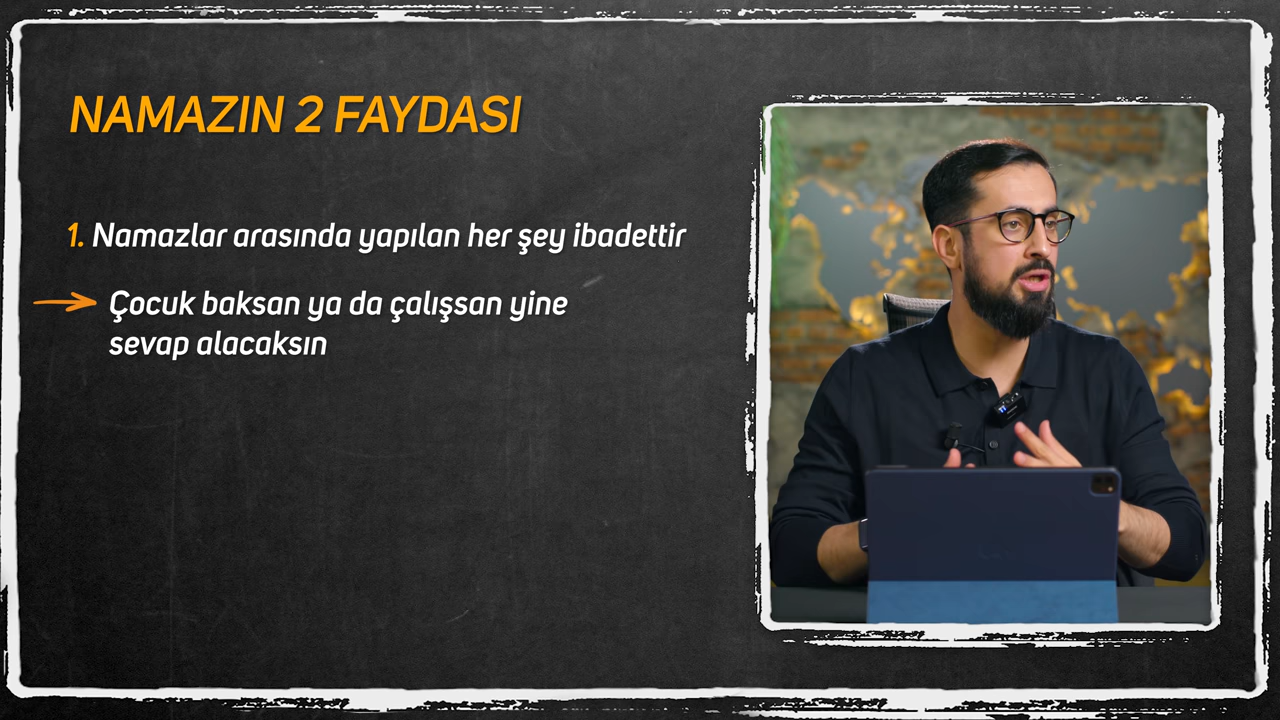 NAMAZIN 2 FAYDASI
1. Namazlar arasında yapılan her şey ibadettir
Çocuk baksan ya da çalışsan yine
sevap alacaksın